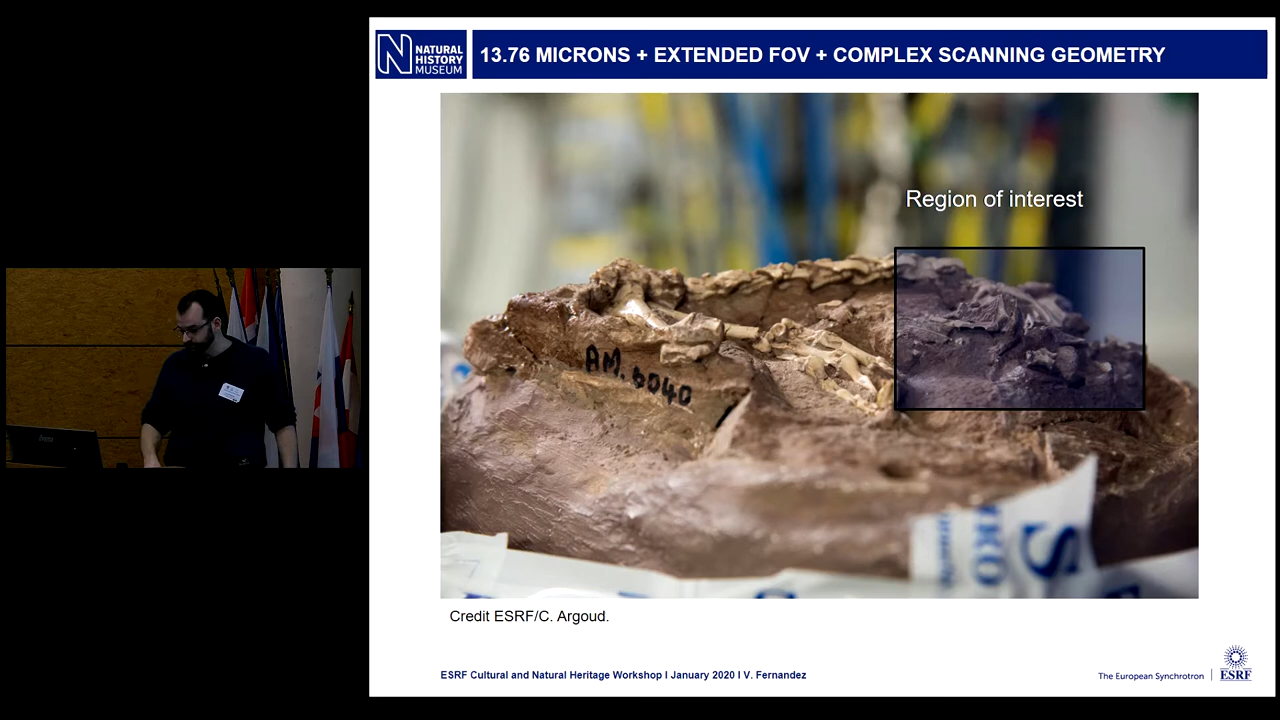 NATURAL
HISTORY
MUSEUM
13.76 MICRONS + EXTENDED FOV + COMPLEX SCANNING GEOMETRY
Region of interest
AM. 6040
S
Credit ESRF/C. Argoud.
ESRF Cultural and Natural Heritage Workshop I January 2020 I V. Fernandez
The European Synchrotron
ESRF